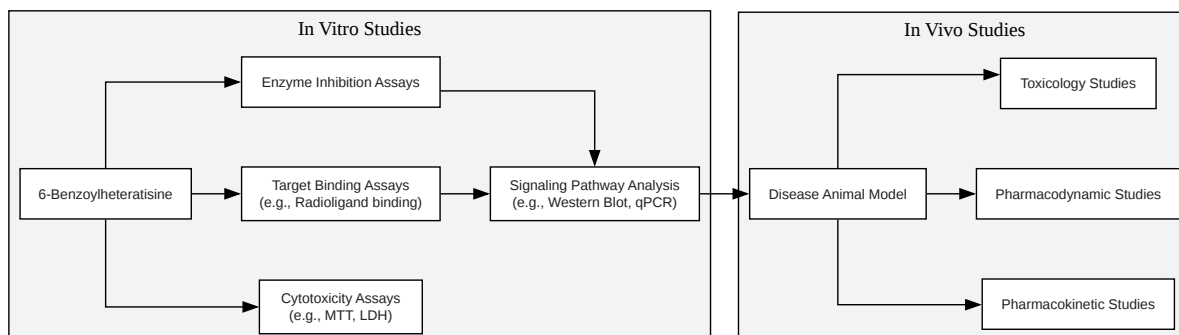 In Vitro Studies
Enzyme Inhibition Assays
6-Benzoylheteratisine
Target Binding Assays
(e.g., Radioligand binding)
Signaling Pathway Analysis
(e.g., Western Blot, qPCR)
Cytotoxicity Assays
(e.g., MTT, LDH)
In Vivo Studies
Toxicology Studies
Disease Animal Model
Pharmacodynamic Studies
Pharmacokinetic Studies